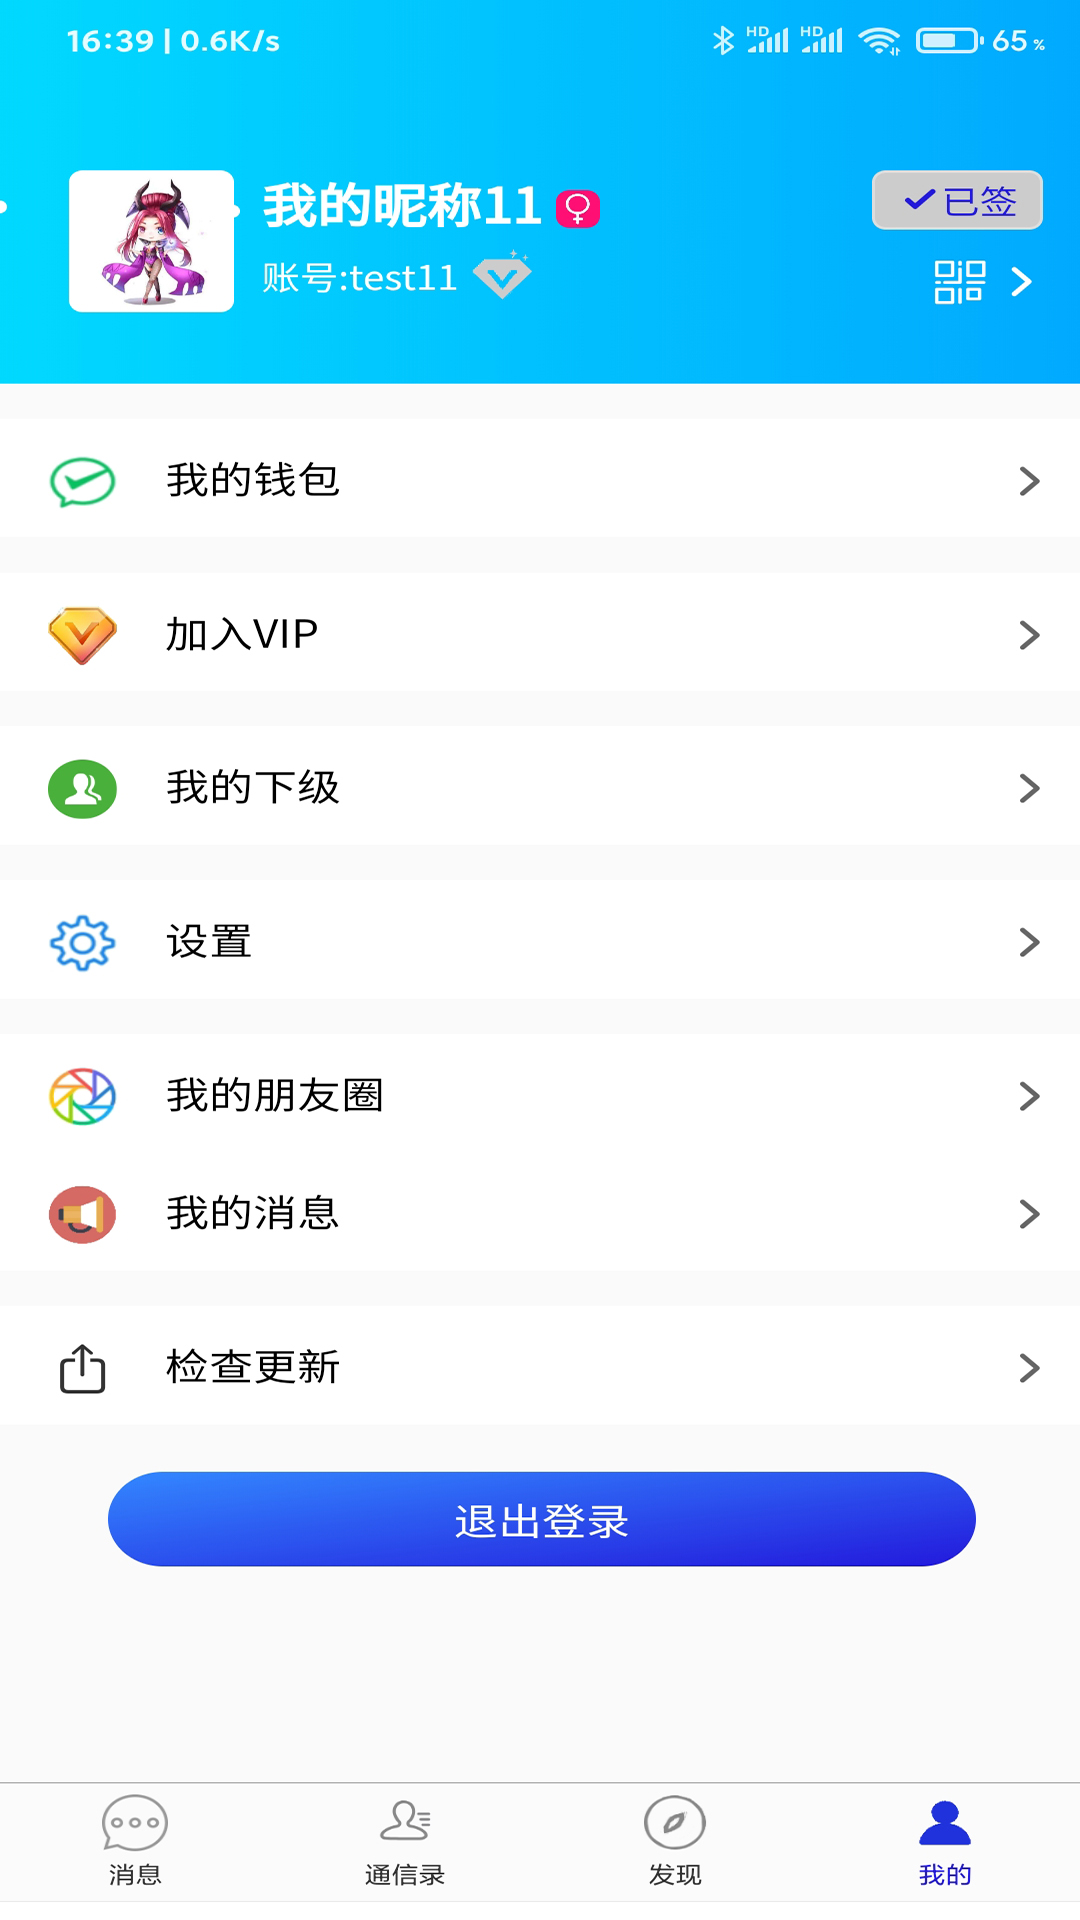 16:39 | 0.6K/s HD HD 65 %
我的昵称11
已签
账号:test11
我的钱包
加入VIP
我的下级
设置
我的朋友圈
我的消息
检查更新
退出登录
消息 通信录 发现 我的